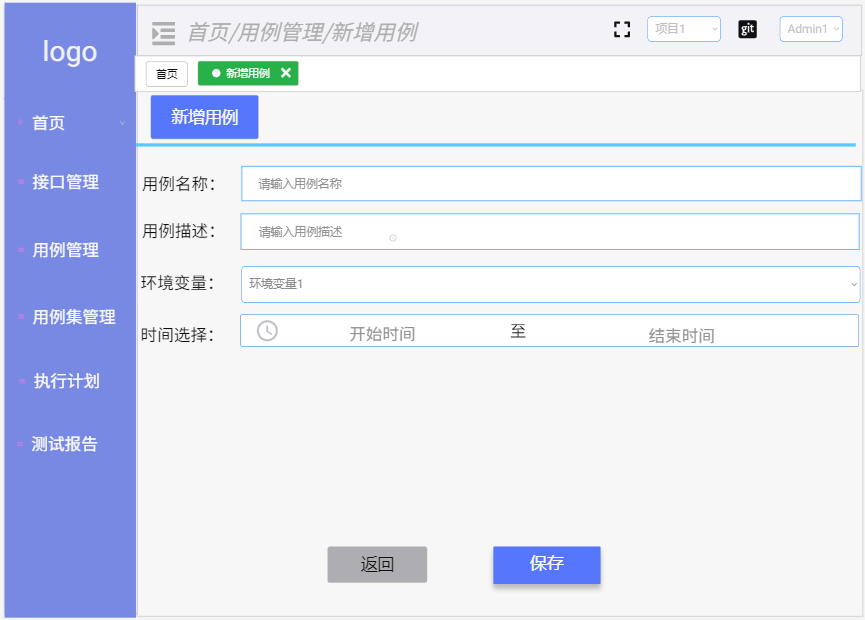 logo
首页/用例管理/新增用例
项目1
git
Admin1
首页
新增用例
首页
接口管理
用例管理
用例集管理
执行计划
测试报告
新增用例
用例名称：
请输入用例名称
用例描述：
请输入用例描述
环境变量：
环境变量1
时间选择：
开始时间
至
结束时间
返回
保存